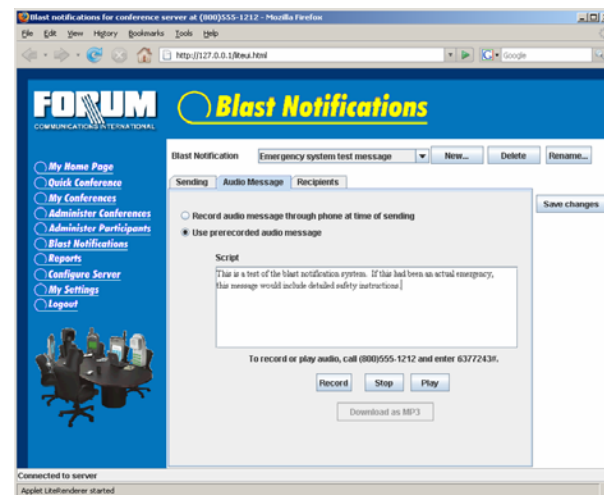 Blast notifications for conference server at (800)555-1212 - Mozilla Firefox
File Edit View History Bookmarks Tools Help
http://127.0.0.1/liteui.html
Google
FORUM
COMMUNICATIONS INTERNATIONAL
Blast Notifications
My Home Page
Quick Conference
My Conferences
Administer Conferences
Administer Participants
Blast Notifications
Reports
Configure Server
My Settings
Logout
Blast Notification Emergency system test message New... Delete Rename...
Sending Audio Message Recipients
Save changes
Record audio message through phone at time of sending
Use prerecorded audio message
Script
This is a test of the blast notification system. If this had been an actual emergency,
this message would include detailed safety instructions.
To record or play audio, call (800)555-1212 and enter 6377243#.
Record Stop Play
Download as MP3
Connected to server
Applet LiteRenderer started